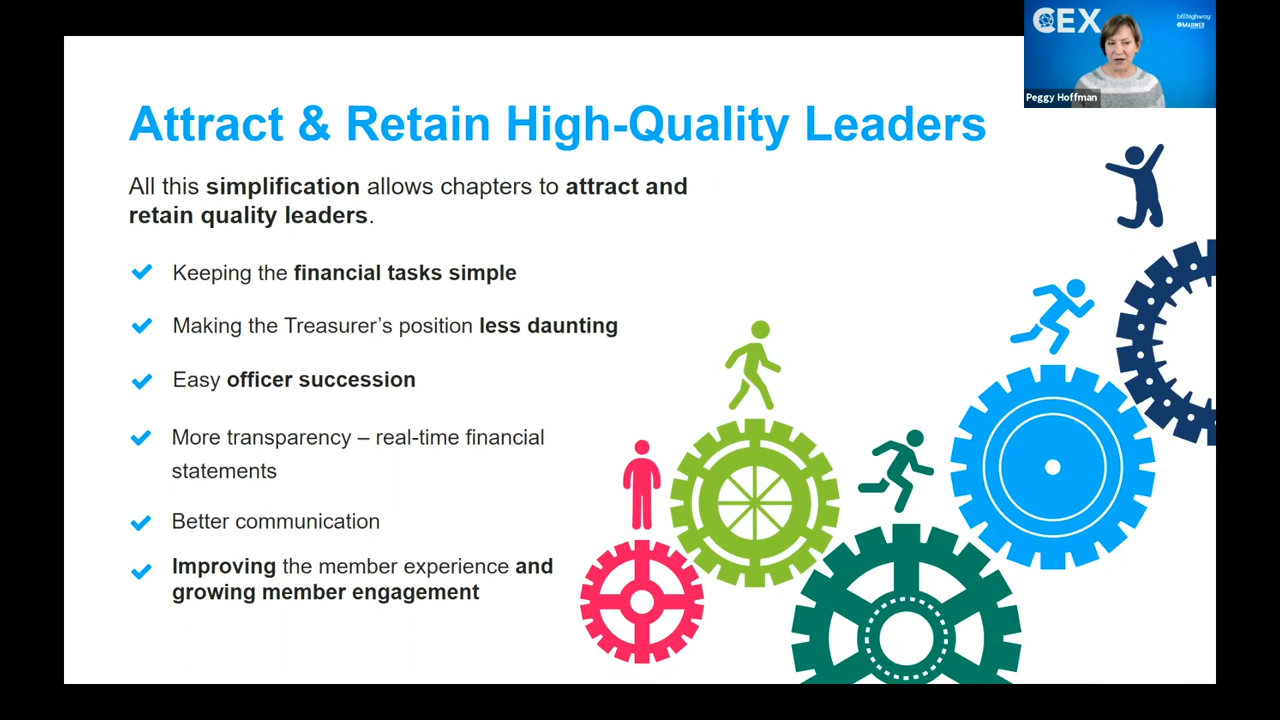 CEX
billhighway
MARINER
Peggy Hoffman
Attract & Retain High-Quality Leaders
All this simplification allows chapters to attract and
retain quality leaders.
Keeping the financial tasks simple
Making the Treasurer’s position less daunting
Easy officer succession
More transparency – real-time financial
statements
Better communication
Improving the member experience and
growing member engagement